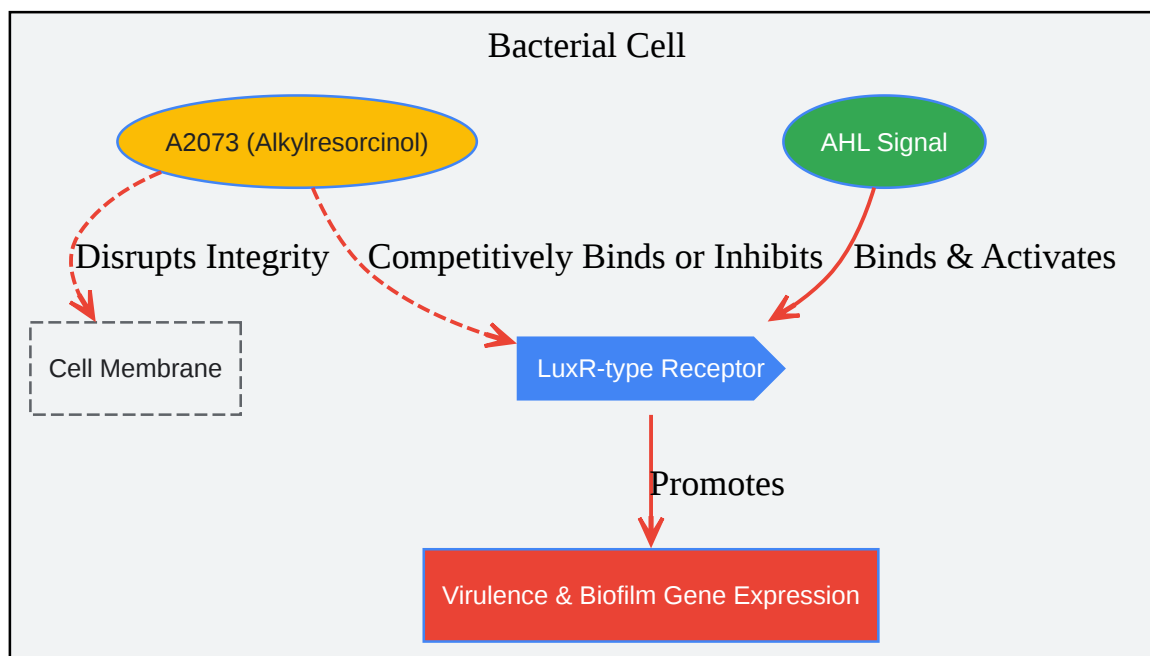 Bacterial Cell
A2073 (Alkylresorcinol)
AHL Signal
Disrupts Integrity
Competitively Binds or Inhibits
Binds & Activates
Cell Membrane
LuxR-type Receptor
Promotes
Virulence & Biofilm Gene Expression